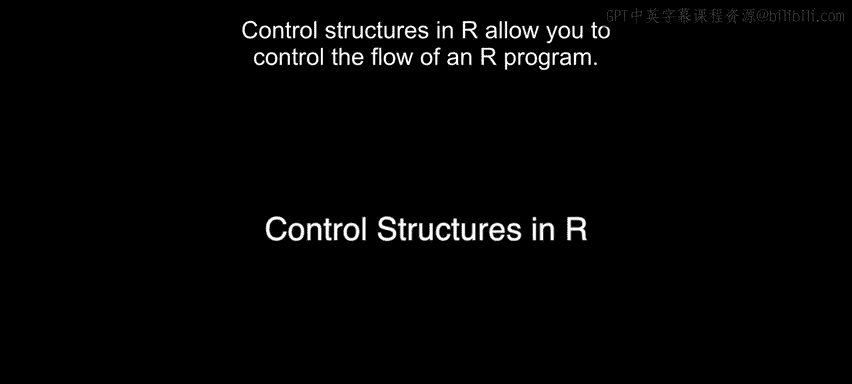 GPT中英字幕课程资源@bilibili.com
Control structures in R allow you to
control the flow of an R program.
Control Structures in R